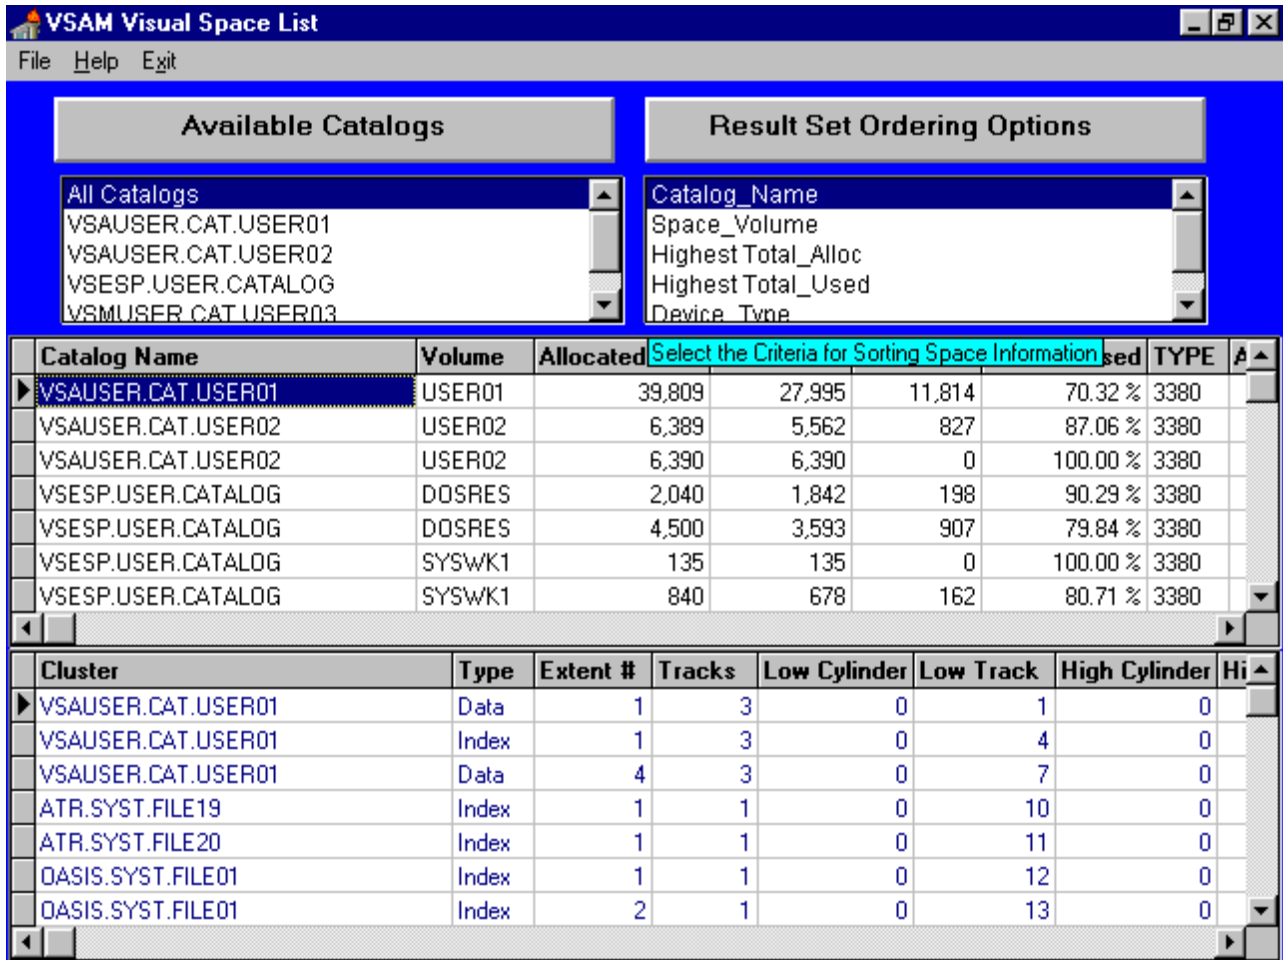 VSAM Visual Space List
File Help Exit
Available Catalogs Result Set Ordering Options
All Catalogs Catalog_Name
VSAUSER.CAT.USER01 Space_Volume
VSAUSER.CAT.USER02 Highest Total_Alloc
VSESP.USER.CATALOG Highest Total_Used
VSMUSER.CAT.USER03 Device_Type
Catalog Name Volume Allocated Select the Criteria for Sorting Space Information sed TYPE A
VSAUSER.CAT.USER01 USER01 39,809 27,995 11,814 70.32 % 3380
VSAUSER.CAT.USER02 USER02 6,389 5,562 827 87.06 % 3380
VSAUSER.CAT.USER02 USER02 6,390 6,390 0 100.00 % 3380
VSESP.USER.CATALOG DOSRES 2,040 1,842 198 90.29 % 3380
VSESP.USER.CATALOG DOSRES 4,500 3,593 907 79.84 % 3380
VSESP.USER.CATALOG SYSWK1 135 135 0 100.00 % 3380
VSESP.USER.CATALOG SYSWK1 840 678 162 80.71 % 3380
Cluster Type Extent # Tracks Low Cylinder Low Track High Cylinder Hi
VSAUSER.CAT.USER01 Data 1 3 0 1 0
VSAUSER.CAT.USER01 Index 1 3 0 4 0
VSAUSER.CAT.USER01 Data 4 3 0 7 0
ATR.SYST.FILE19 Index 1 1 0 10 0
ATR.SYST.FILE20 Index 1 1 0 11 0
OASIS.SYST.FILE01 Index 1 1 0 12 0
OASIS.SYST.FILE01 Index 2 1 0 13 0